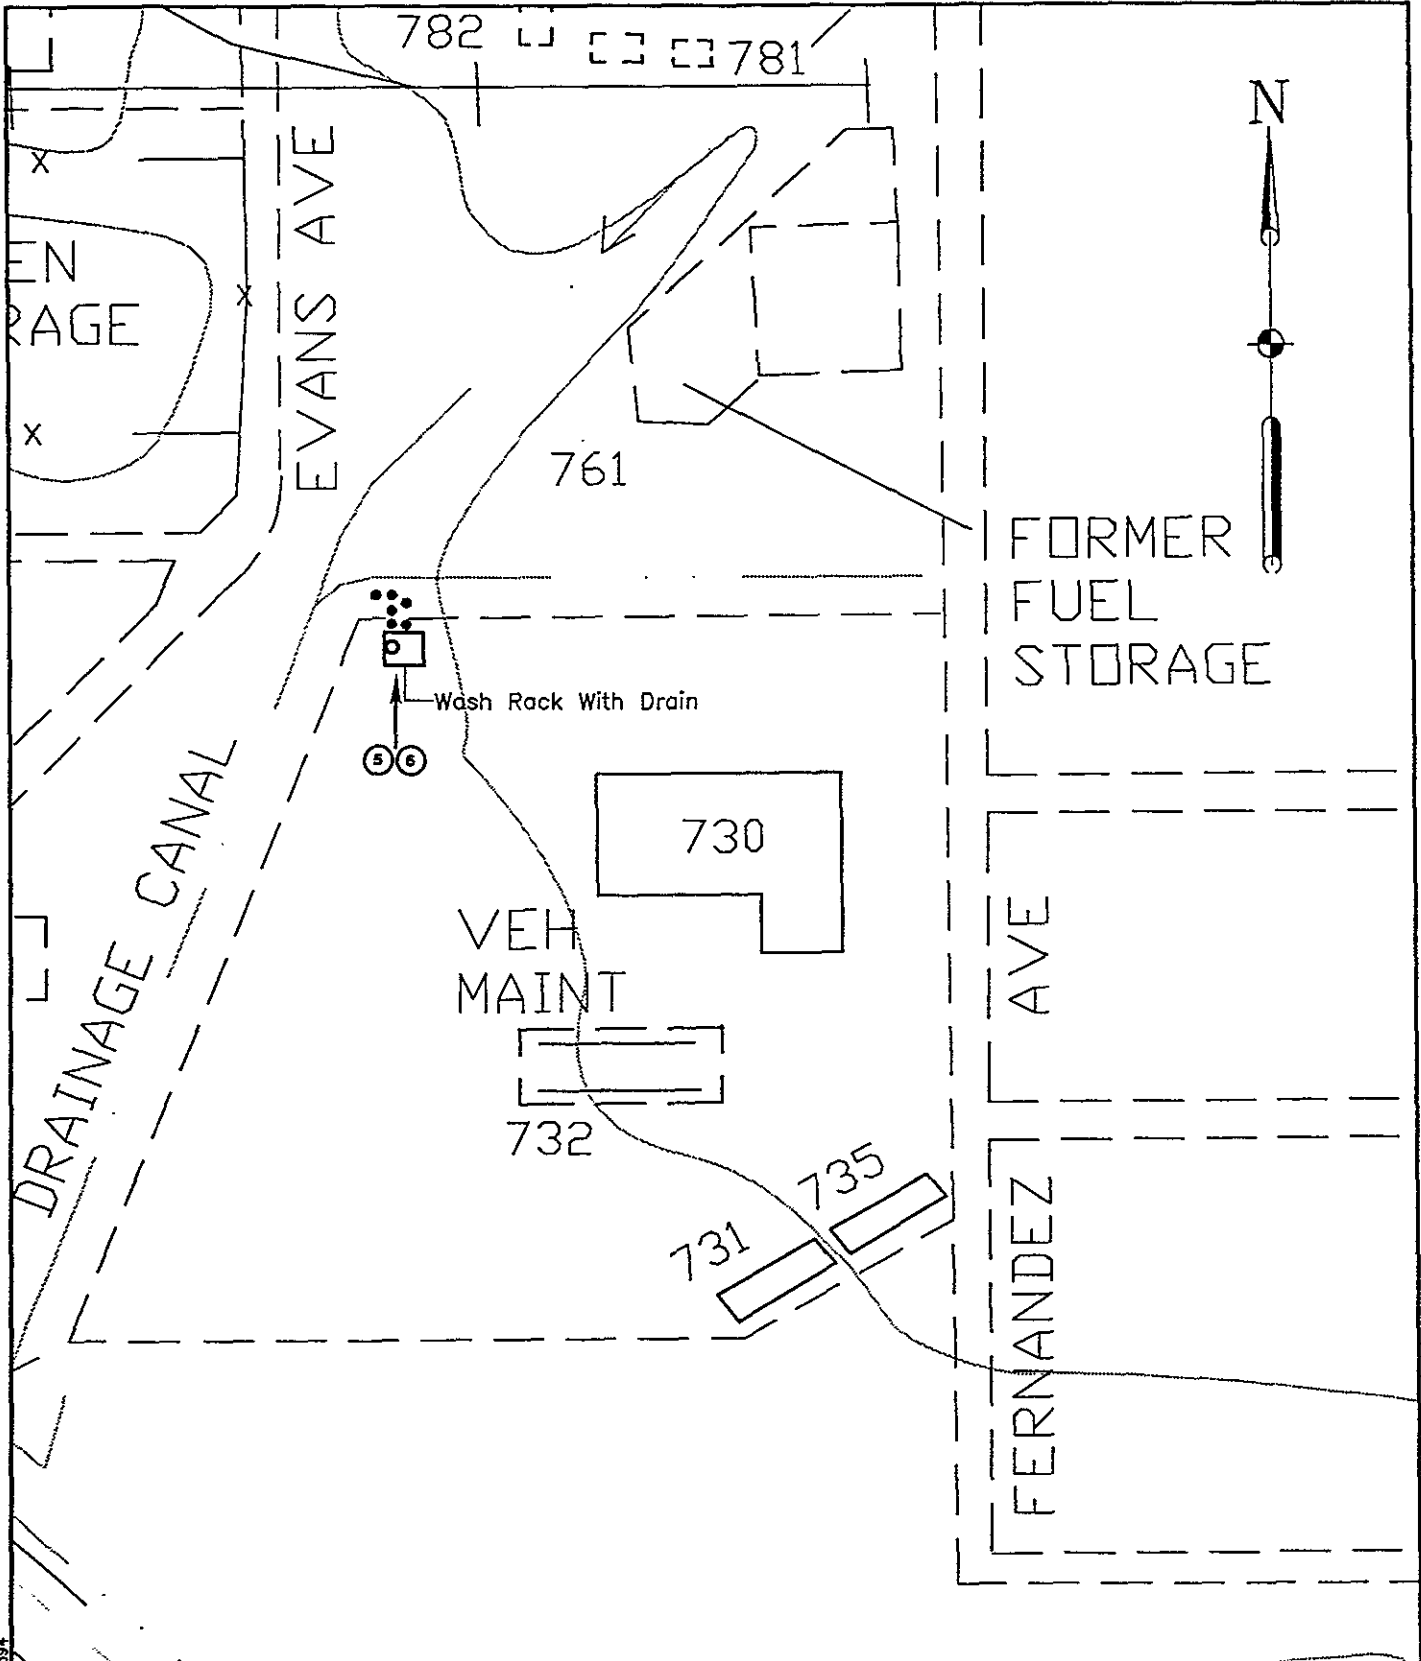 782
781
N
EVANS AVE
EN
RAGE
X
X
X
761
FORMER
FUEL
STORAGE
Wash Rack With Drain
5 6
DRAINAGE CANAL
730
VEH
MAINT
732
735
731
FERNANDEZ AVE